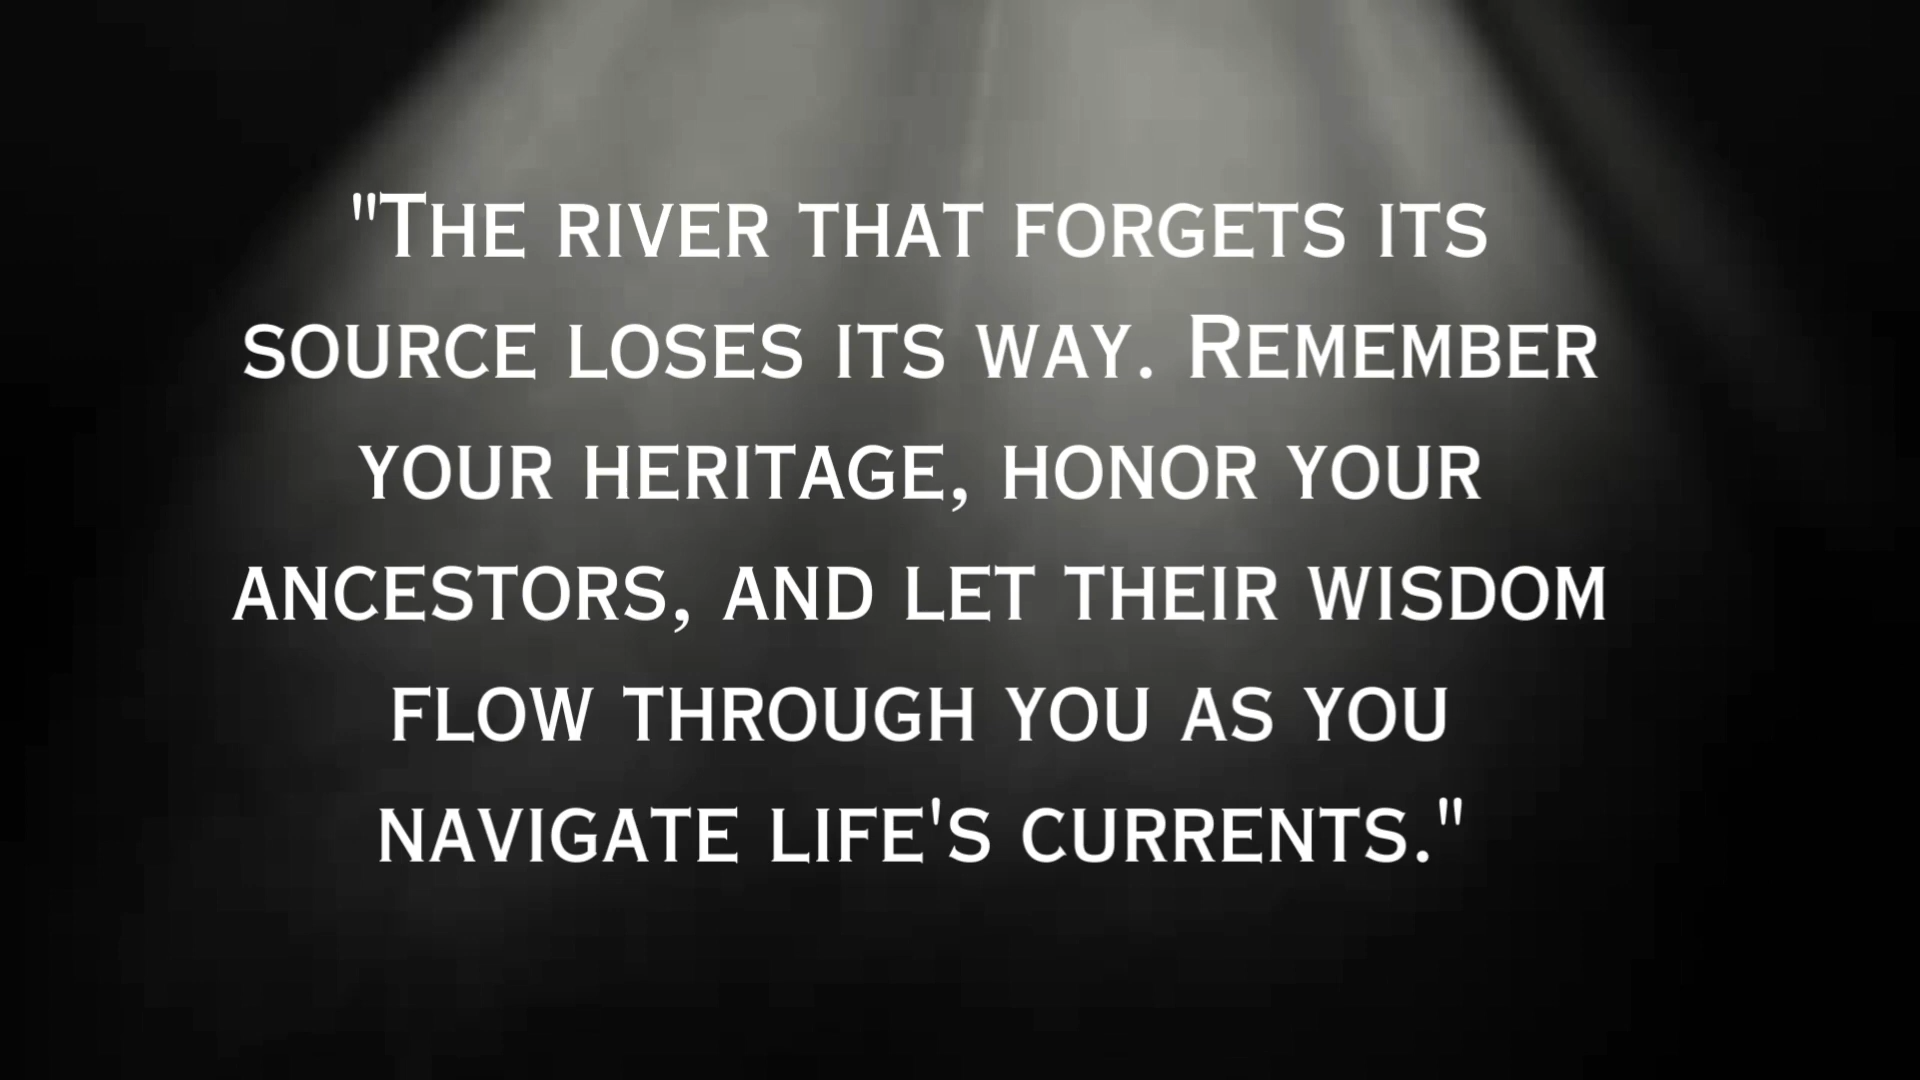 "The river that forgets its
source loses its way. Remember
your heritage, honor your
ancestors, and let their wisdom
flow through you as you
navigate life's currents."